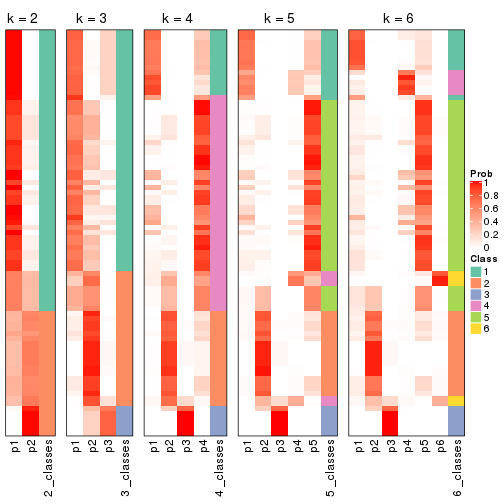 k = 2
k = 3
k = 4
k = 5
k = 6
Prob
1
0.8
0.6
0.4
0.2
0
Class
1
2
3
4
5
6
p1
p2
2_classes
p1
p2
p3
3_classes
p1
p2
p3
p4
4_classes
p1
p2
p3
p4
p5
5_classes
p1
p2
p3
p4
p5
p6
6_classes